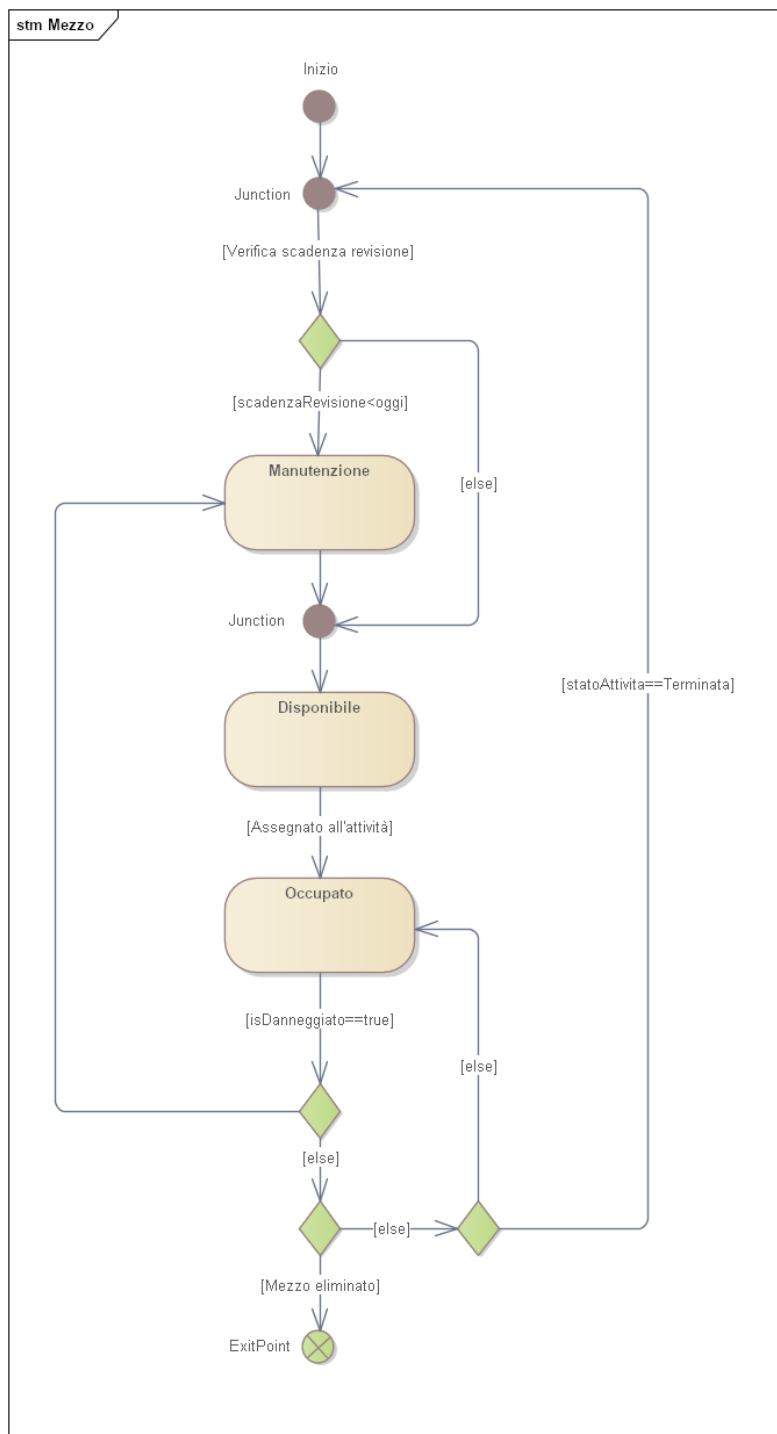 stm Mezzo
Inizio
Junction
[Verifica scadenza revisione]
[scadenzaRevisione<oggi]
Manutenzione
[else]
Junction
[statoAttivita==Terminata]
Disponibile
[Assegnato all'attività]
Occupato
[isDanneggiato==true]
[else]
[else]
[else]
[Mezzo eliminato]
ExitPoint